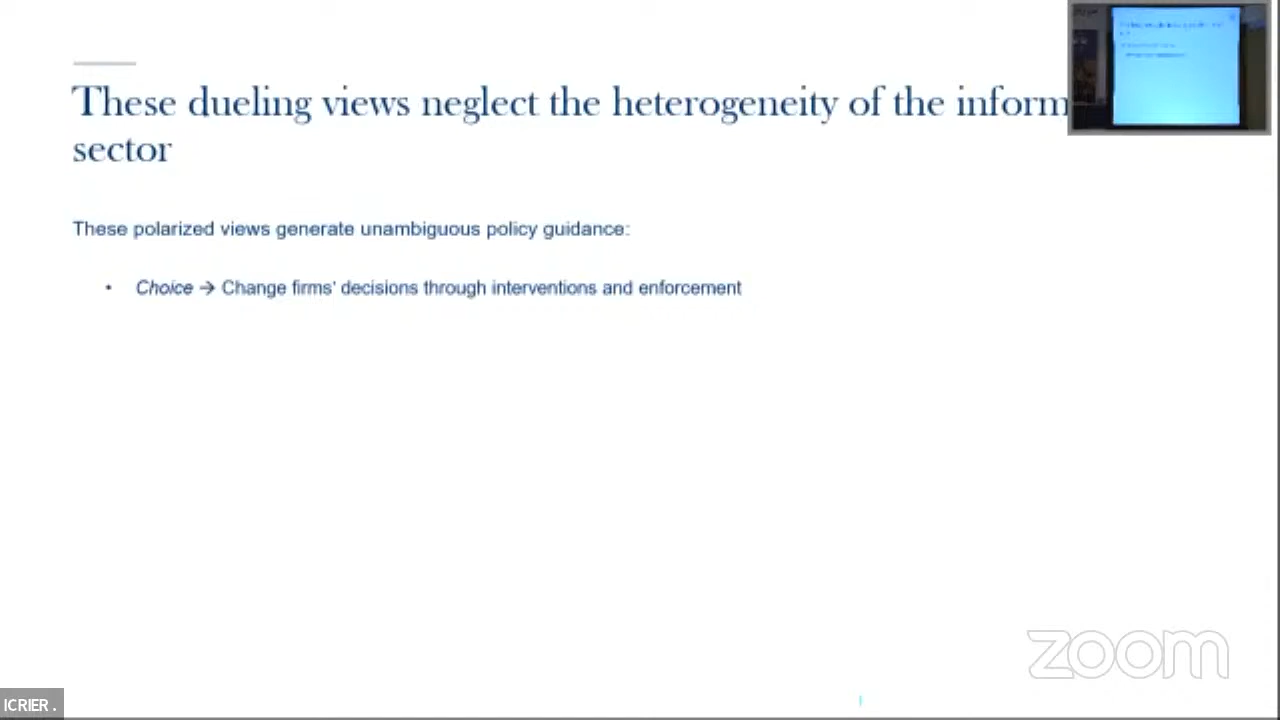 These dueling views neglect the heterogeneity of the inform
sector
These polarized views generate unambiguous policy guidance:
• Choice → Change firms' decisions through interventions and enforcement
zoom
ICRIER .